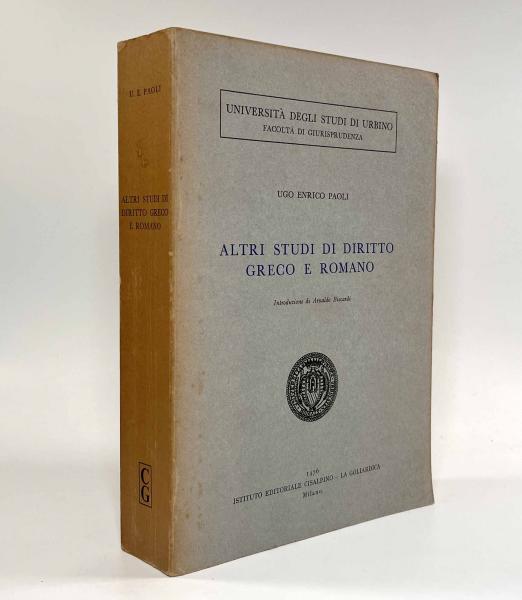 U. E. PAOLI
ALTRI STUDI DI
DIRITTO GRECO
E ROMANO
C
G
UNIVERSITÀ DEGLI STUDI DI URBINO
FACOLTÀ DI GIURISPRUDENZA
UGO ENRICO PAOLI
ALTRI STUDI DI DIRITTO
GRECO E ROMANO
Introduzione di Arnaldo Biscardi
1976
ISTITUTO EDITORIALE CISALPINO - LA GOLIARDICA
Milano